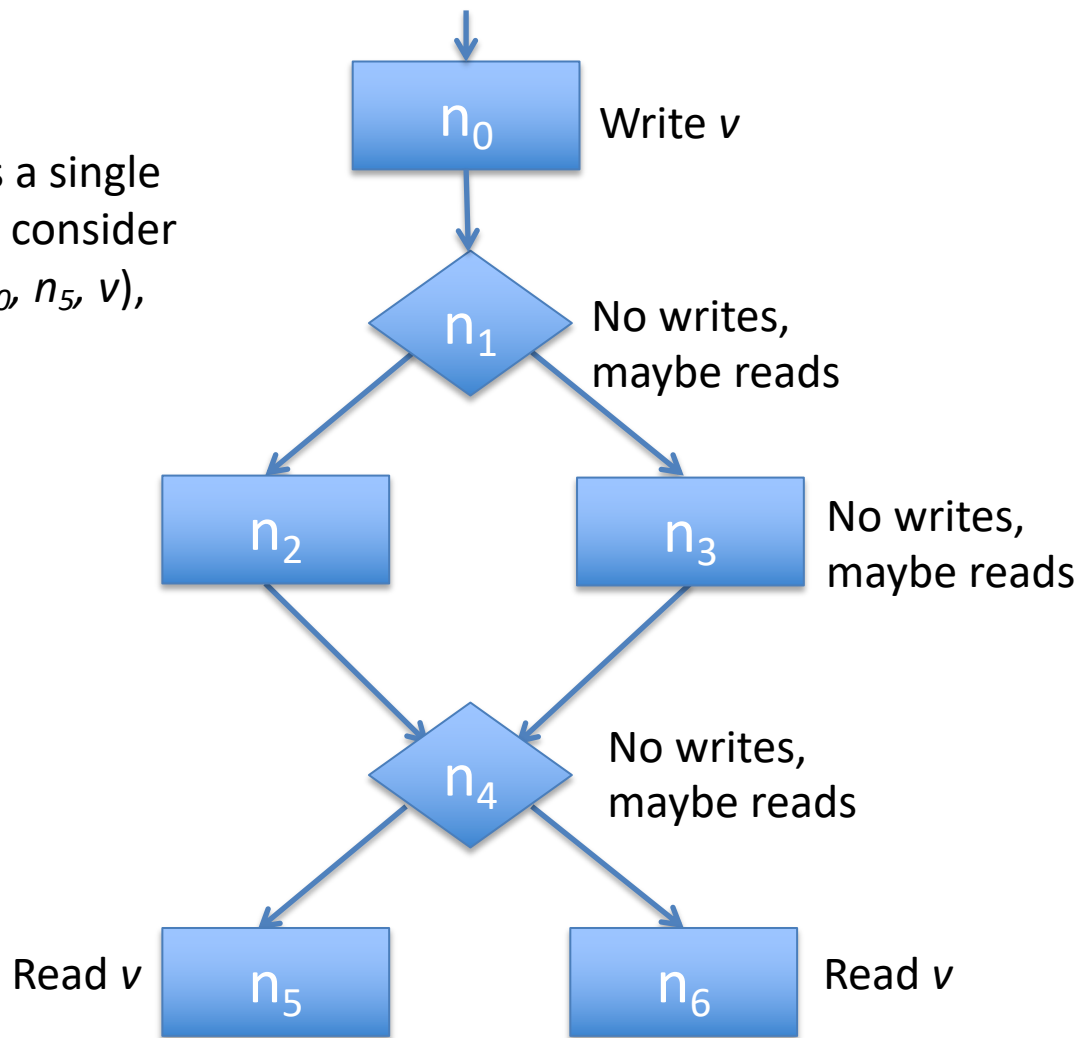 n₀
Write v
s a single
consider
₀, n₅, v),
n₁
No writes,
maybe reads
n₂
n₃
No writes,
maybe reads
n₄
No writes,
maybe reads
Read v
n₅
n₆
Read v